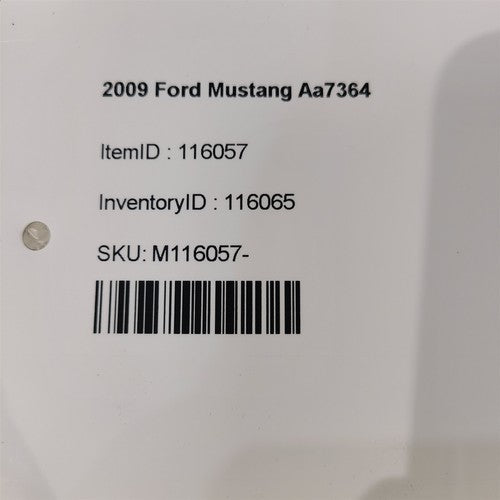 2009 Ford Mustang Aa7364
ItemID : 116057
InventoryID : 116065
SKU: M116057-